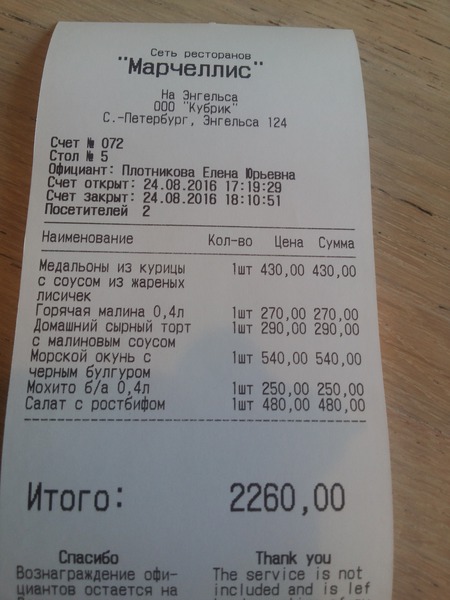 Сеть ресторанов
"Марчеллис"
На Энгельса
ООО "Кубрик"
С.-Петербург, Энгельса 124
Счет № 072
Стол № 5
Официант: Плотникова Елена Юрьевна
Счет открыт: 24.08.2016 17:19:29
Счет закрыт: 24.08.2016 18:10:51
Посетителей 2
Наименование Кол-во Цена Сумма
Медальоны из курицы 1шт 430,00 430,00
с соусом из жареных
лисичек
Горячая малина 0,4л 1шт 270,00 270,00
Домашний сырный торт 1шт 290,00 290,00
с малиновым соусом
Морской окунь с 1шт 540,00 540,00
черным булгуром
Мохито б/а 0,4л 1шт 250,00 250,00
Салат с ростбифом 1шт 480,00 480,00
Итого: 2260,00
Спасибо Thank you
Вознаграждение офи- The service is not
циантов остается на included and is lef